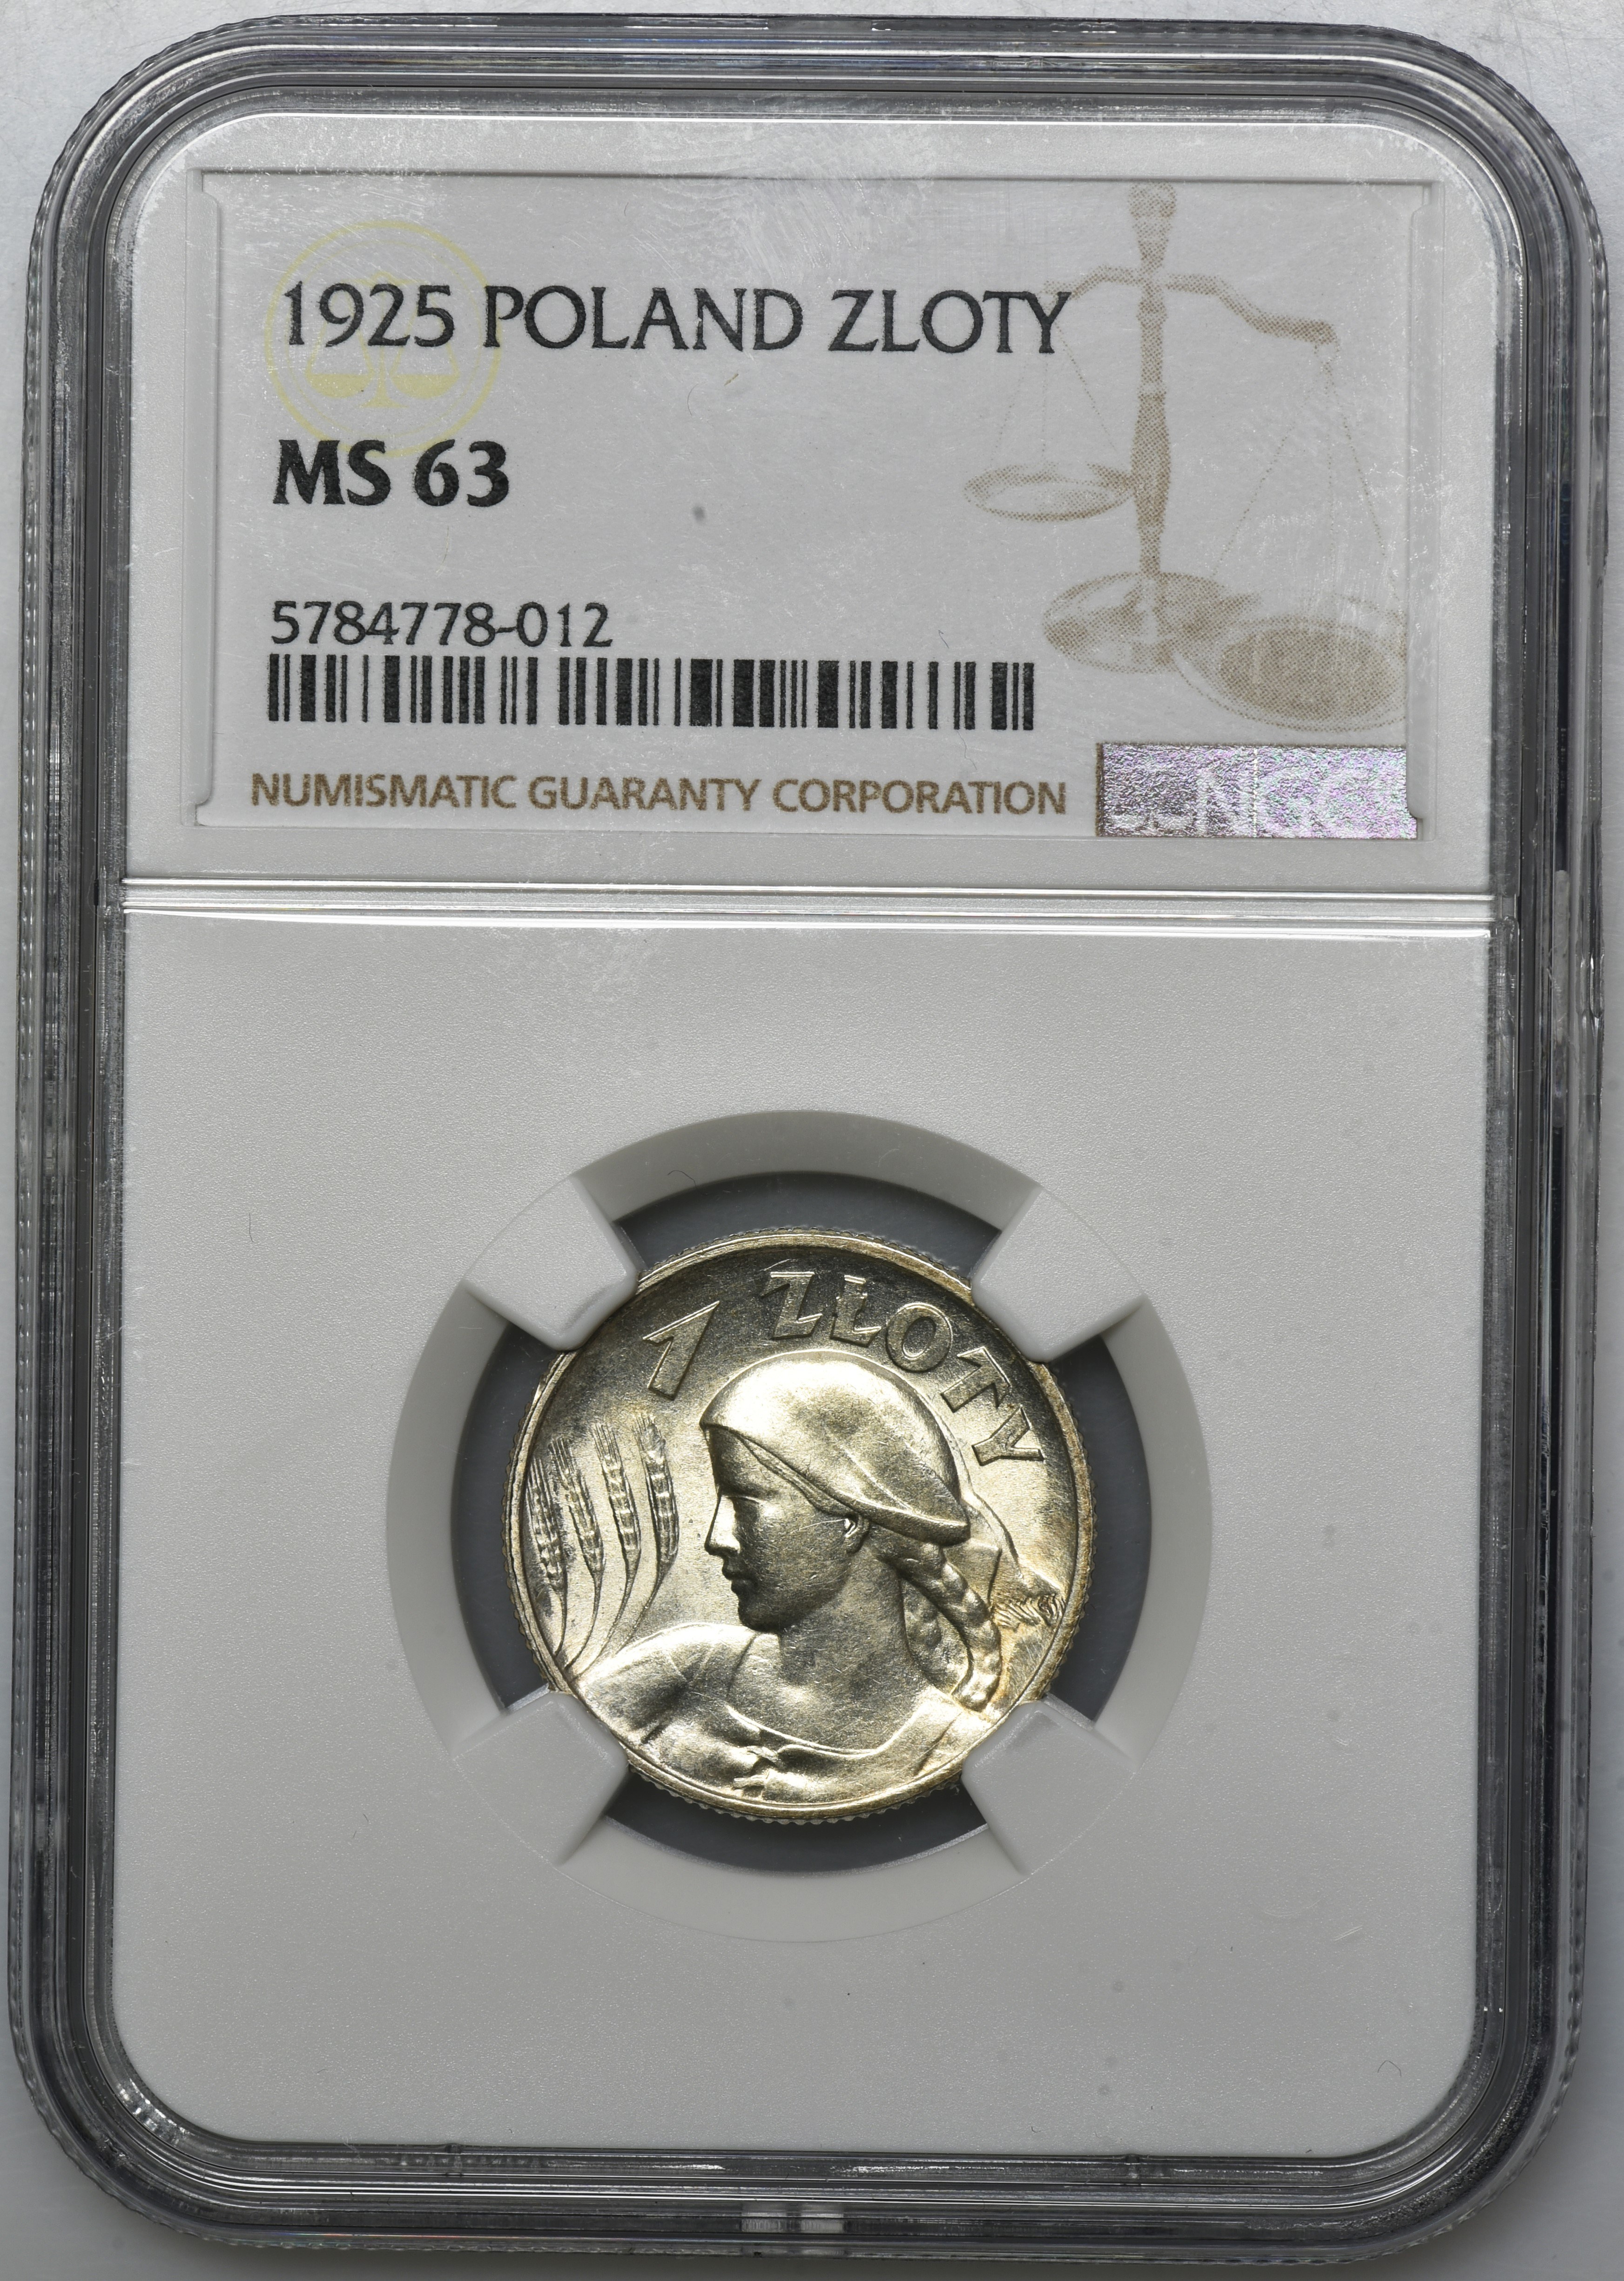 1925 POLAND ZLOTY
MS 63
5784778-012
NUMISMATIC GUARANTY CORPORATION
NGC
1 ZŁOTY